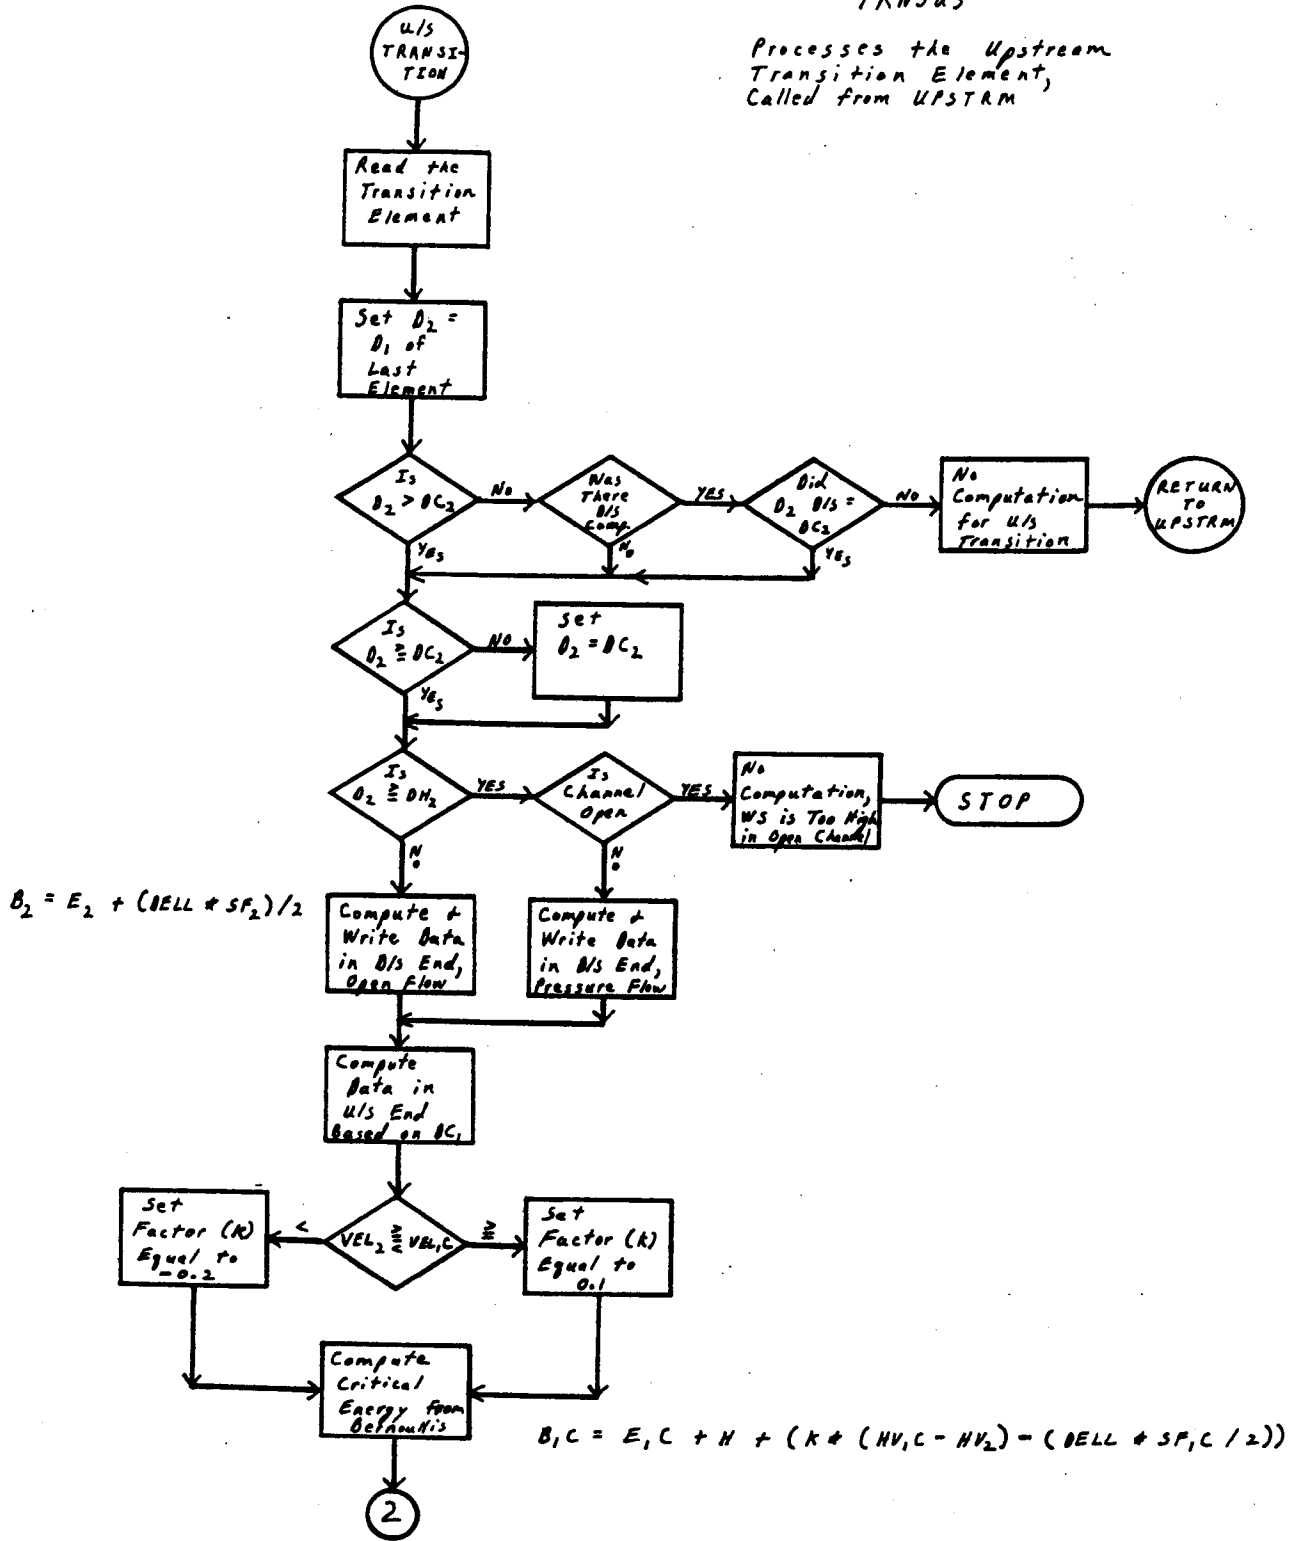 TRNSUS
Processes the Upstream
Transition Element,
Called from UPSTRM
U/S
TRANSI-
TION
Read the
Transition
Element
Set D2 =
D1 of
Last
Element
Is
D2 > DC2
NO
Was
There
D/S
Comp.
YES
Did
D2 D/S =
DC2
NO
No
Computation
for U/S
Transition
RETURN
TO
UPSTRM
YES
No
YES
Is
D2 ≥ DC2
NO
Set
D2 = DC2
YES
Is
D2 ≥ DH2
YES
Is
Channel
Open
YES
No
Computation,
WS is Too High
in Open Channel
STOP
No
No
B2 = E2 + (DELL * SF2)/2
Compute &
Write Data
in D/S End,
Open Flow
Compute &
Write Data
in D/S End,
Pressure Flow
Compute
Data in
U/S End
Based on DC1
Set
Factor (K)
Equal to
-0.2
<
VEL2 ⋛ VEL1C
≥
Set
Factor (K)
Equal to
0.1
Compute
Critical
Energy from
Bernoullis
B1C = E1C + H + (K * (HV1C - HV2) - (DELL * SF1C / 2))
2